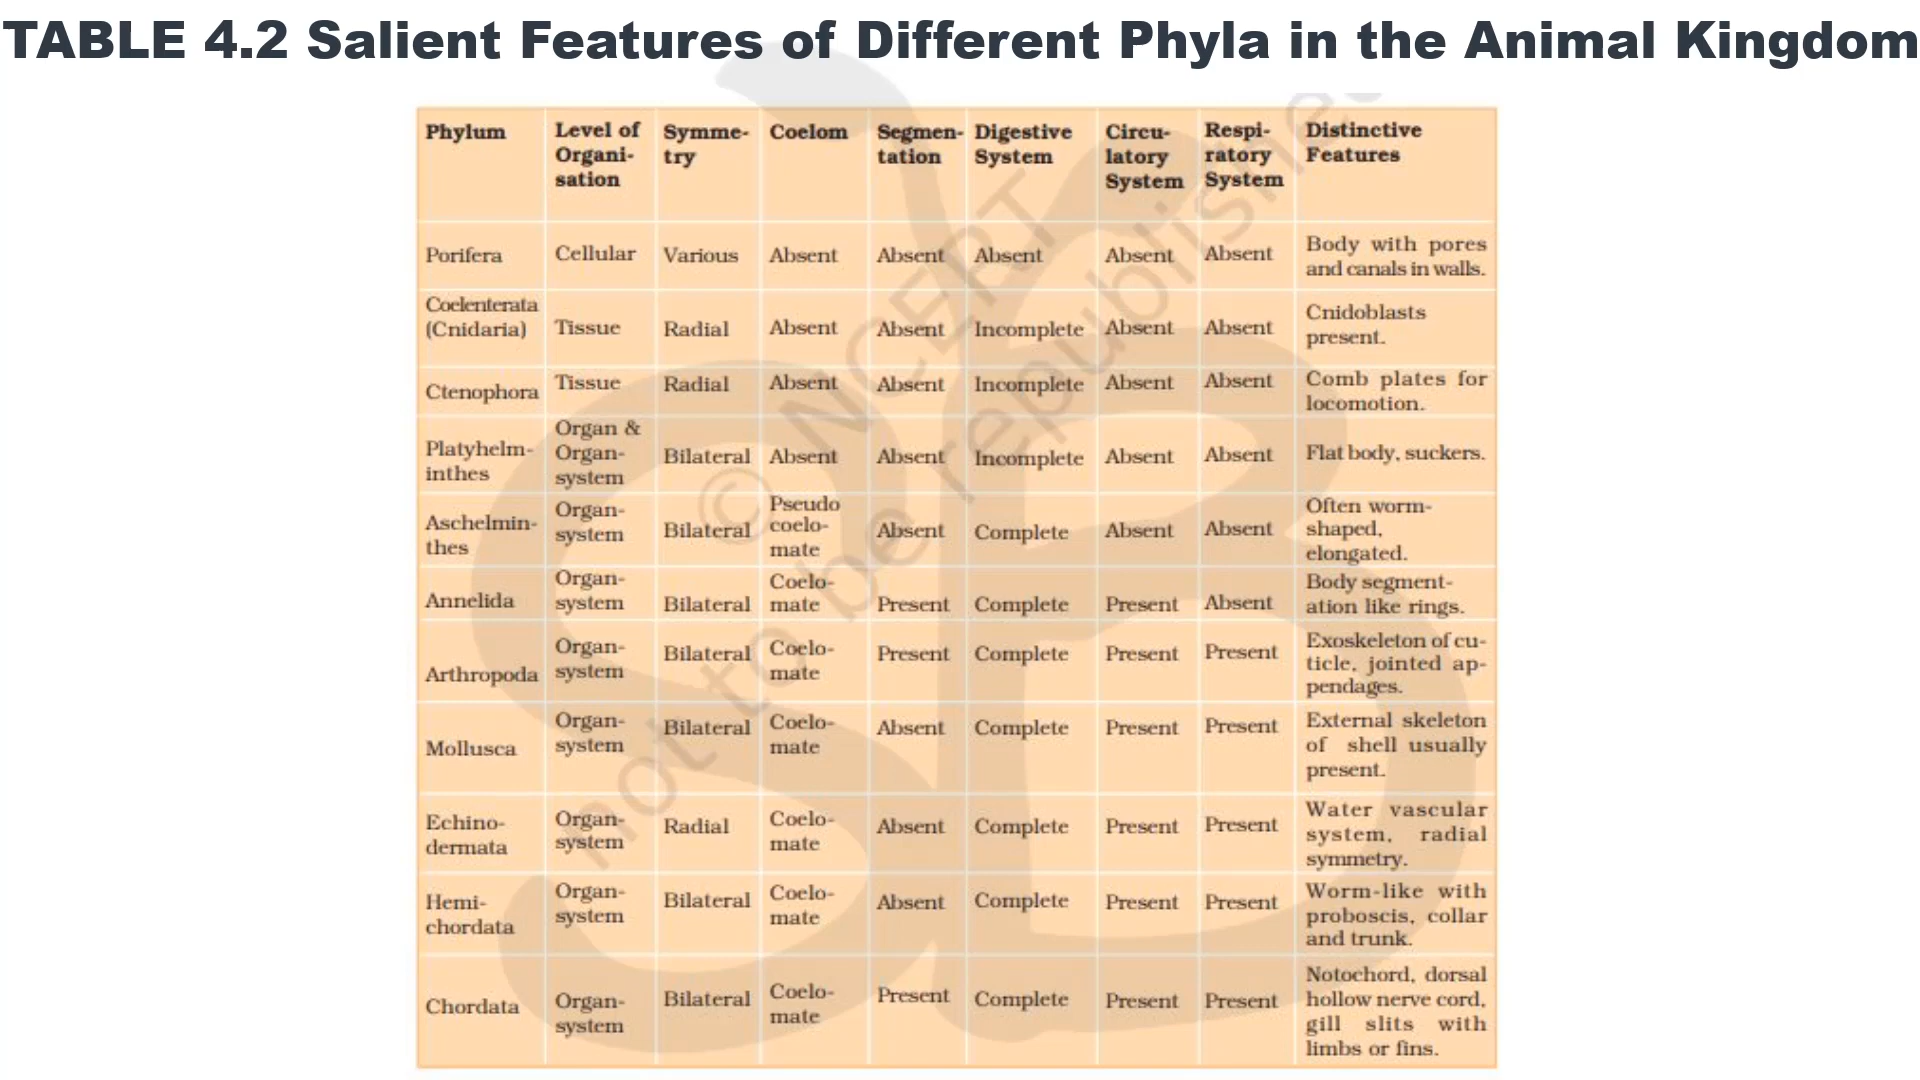 TABLE 4.2 Salient Features of Different Phyla in the Animal Kingdom
Phylum | Level of Organi-sation | Symme-try | Coelom | Segmen-tation | Digestive System | Circu-latory System | Respi-ratory System | Distinctive Features
Porifera | Cellular | Various | Absent | Absent | Absent | Absent | Absent | Body with pores and canals in walls.
Coelenterata (Cnidaria) | Tissue | Radial | Absent | Absent | Incomplete | Absent | Absent | Cnidoblasts present.
Ctenophora | Tissue | Radial | Absent | Absent | Incomplete | Absent | Absent | Comb plates for locomotion.
Platyhelm-inthes | Organ & Organ-system | Bilateral | Absent | Absent | Incomplete | Absent | Absent | Flat body, suckers.
Aschelmin-thes | Organ-system | Bilateral | Pseudo coelo-mate | Absent | Complete | Absent | Absent | Often worm-shaped, elongated.
Annelida | Organ-system | Bilateral | Coelo-mate | Present | Complete | Present | Absent | Body segment-ation like rings.
Arthropoda | Organ-system | Bilateral | Coelo-mate | Present | Complete | Present | Present | Exoskeleton of cu-ticle, jointed ap-pendages.
Mollusca | Organ-system | Bilateral | Coelo-mate | Absent | Complete | Present | Present | External skeleton of shell usually present.
Echino-dermata | Organ-system | Radial | Coelo-mate | Absent | Complete | Present | Present | Water vascular system, radial symmetry.
Hemi-chordata | Organ-system | Bilateral | Coelo-mate | Absent | Complete | Present | Present | Worm-like with proboscis, collar and trunk.
Chordata | Organ-system | Bilateral | Coelo-mate | Present | Complete | Present | Present | Notochord, dorsal hollow nerve cord, gill slits with limbs or fins.
© NCERT
not to be republished